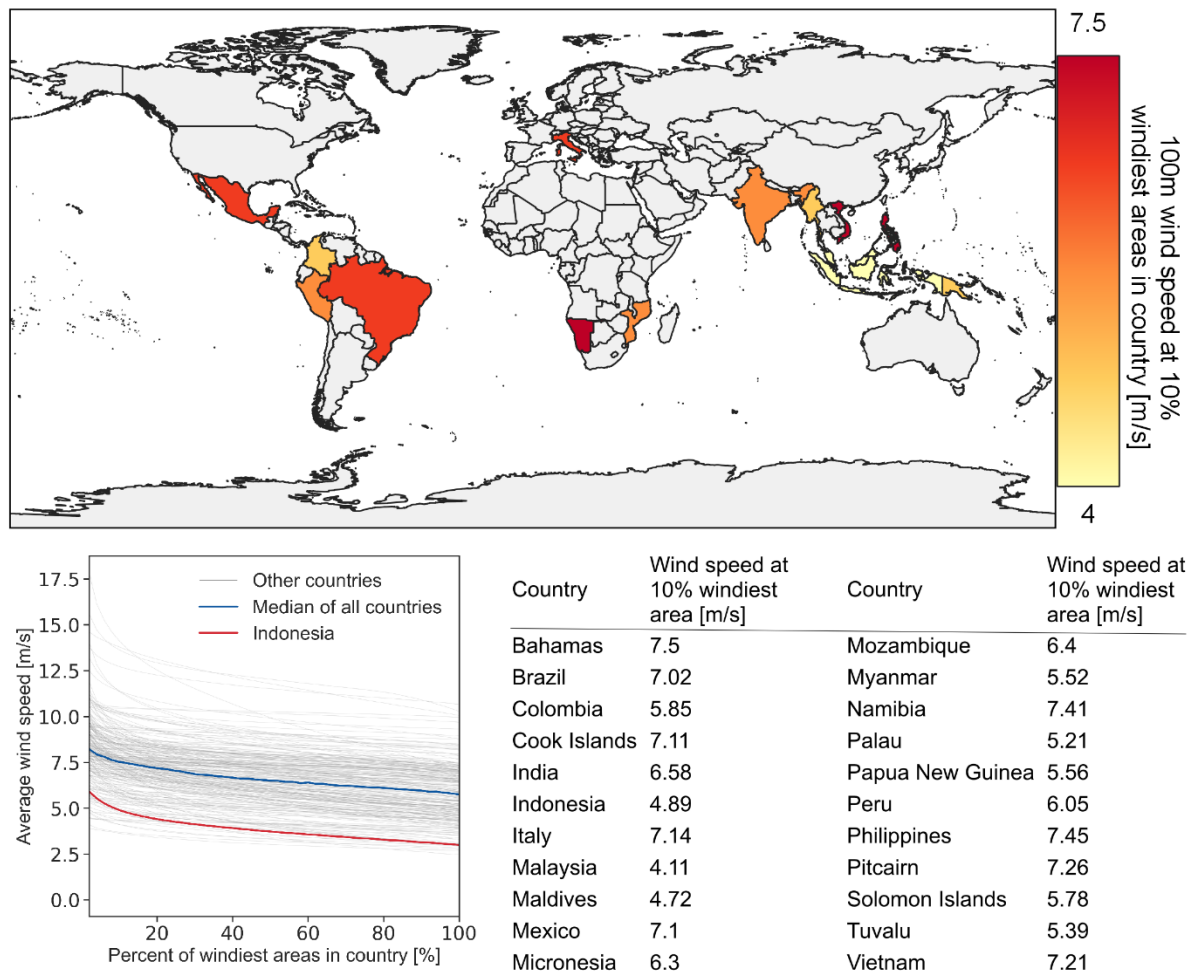 7.5
100m wind speed at 10%
windiest areas in country [m/s]
4
Average wind speed [m/s]
17.5
15.0
12.5
10.0
7.5
5.0
2.5
0.0
Other countries
Median of all countries
Indonesia
20 40 60 80 100
Percent of windiest areas in country [%]
Country Wind speed at 10% windiest area [m/s] Country Wind speed at 10% windiest area [m/s]
Bahamas 7.5 Mozambique 6.4
Brazil 7.02 Myanmar 5.52
Colombia 5.85 Namibia 7.41
Cook Islands 7.11 Palau 5.21
India 6.58 Papua New Guinea 5.56
Indonesia 4.89 Peru 6.05
Italy 7.14 Philippines 7.45
Malaysia 4.11 Pitcairn 7.26
Maldives 4.72 Solomon Islands 5.78
Mexico 7.1 Tuvalu 5.39
Micronesia 6.3 Vietnam 7.21